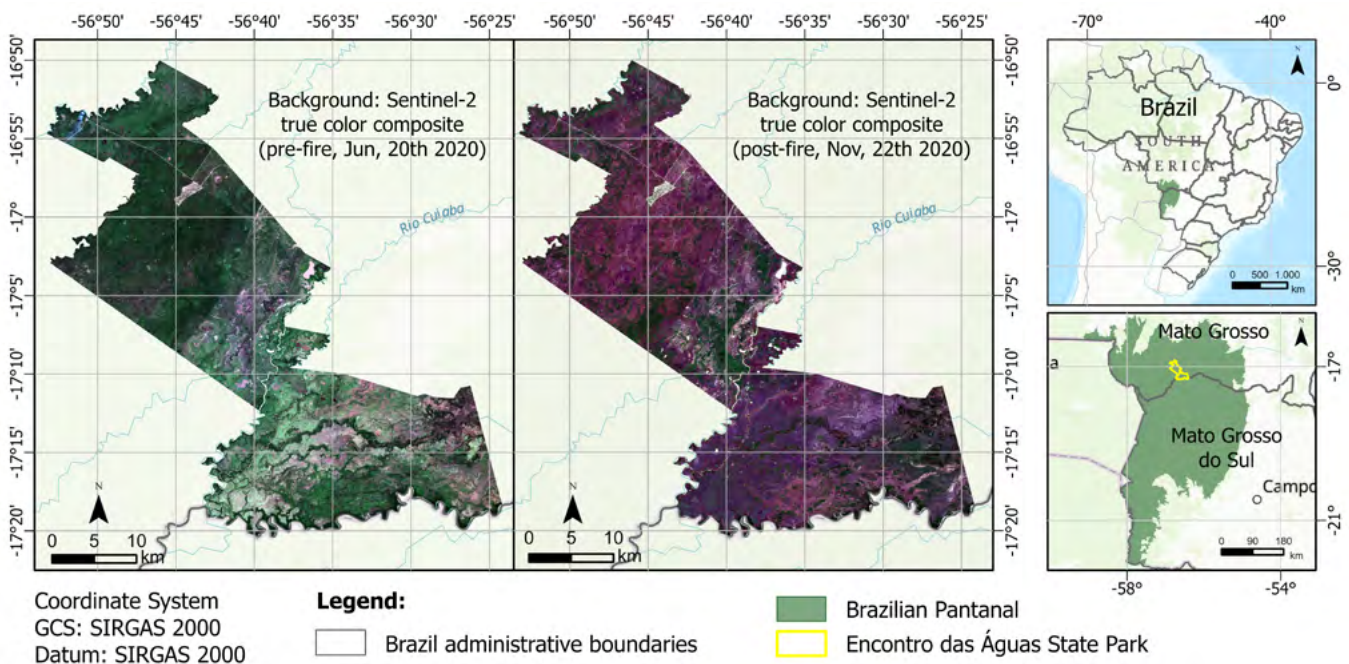 -56°50' -56°45' -56°40' -56°35' -56°30' -56°25'
-56°50' -56°45' -56°40' -56°35' -56°30' -56°25'
-16°50'
-16°55'
-17°
-17°05'
-17°10'
-17°15'
-17°20'
Background: Sentinel-2
true color composite
(pre-fire, Jun, 20th 2020)
Rio Cuiaba
N
0 5 10
km
Background: Sentinel-2
true color composite
(post-fire, Nov, 22th 2020)
Rio Cuiaba
N
0 5 10
km
-16°50'
-16°55'
-17°
-17°05'
-17°10'
-17°15'
-17°20'
-70° -40°
N
0°
Brazil
SOUTH
AMERICA
-30°
0 500 1.000
km
Mato Grosso
N
a
-17°
Mato Grosso
do Sul
Campo
-21°
0 90 180
km
-58° -54°
Coordinate System
GCS: SIRGAS 2000
Datum: SIRGAS 2000
Legend:
Brazil administrative boundaries
Brazilian Pantanal
Encontro das Águas State Park